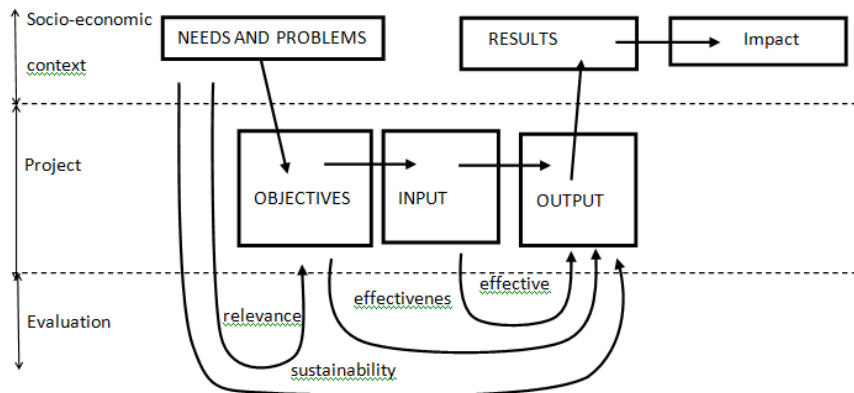 Socio-economic
context
NEEDS AND PROBLEMS
RESULTS
Impact
Project
OBJECTIVES
INPUT
OUTPUT
Evaluation
relevance
effectivenes
effective
sustainability